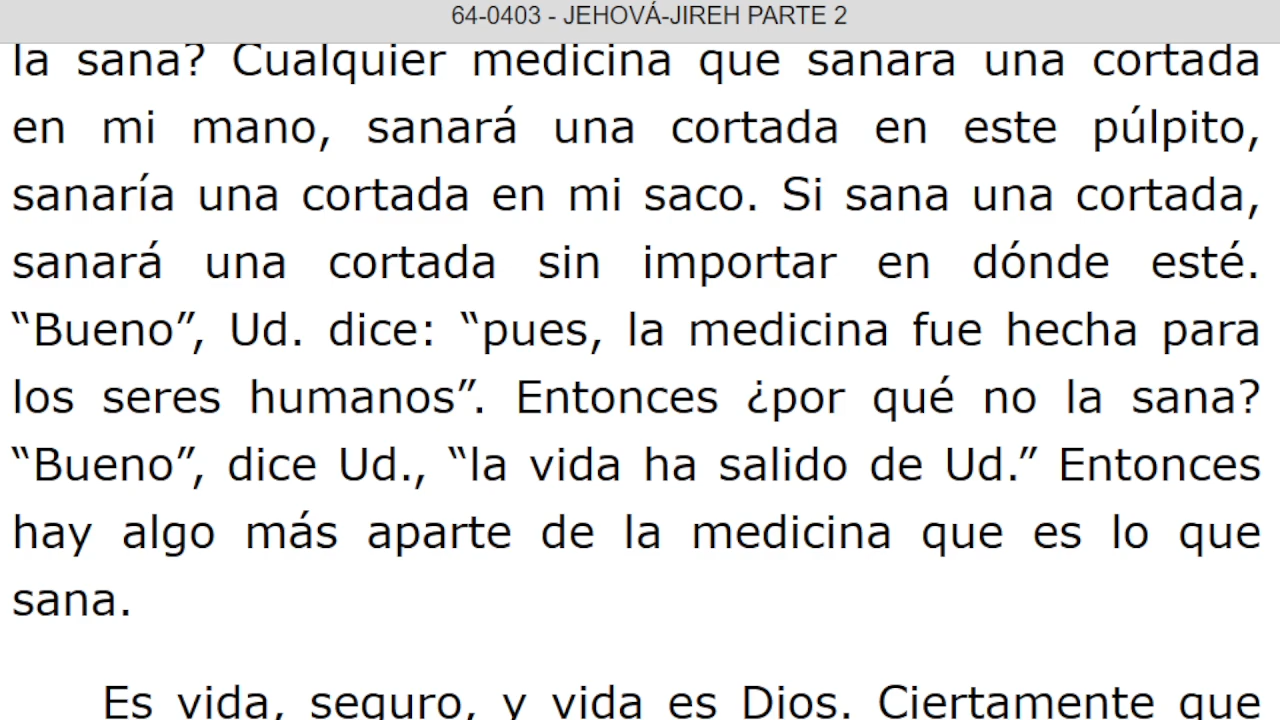 64-0403 - JEHOVÁ-JIREH PARTE 2
la sana? Cualquier medicina que sanara una cortada
en mi mano, sanará una cortada en este púlpito,
sanaría una cortada en mi saco. Si sana una cortada,
sanará una cortada sin importar en dónde esté.
“Bueno”, Ud. dice: “pues, la medicina fue hecha para
los seres humanos”. Entonces ¿por qué no la sana?
“Bueno”, dice Ud., “la vida ha salido de Ud.” Entonces
hay algo más aparte de la medicina que es lo que
sana.
Es vida, seguro, y vida es Dios. Ciertamente que